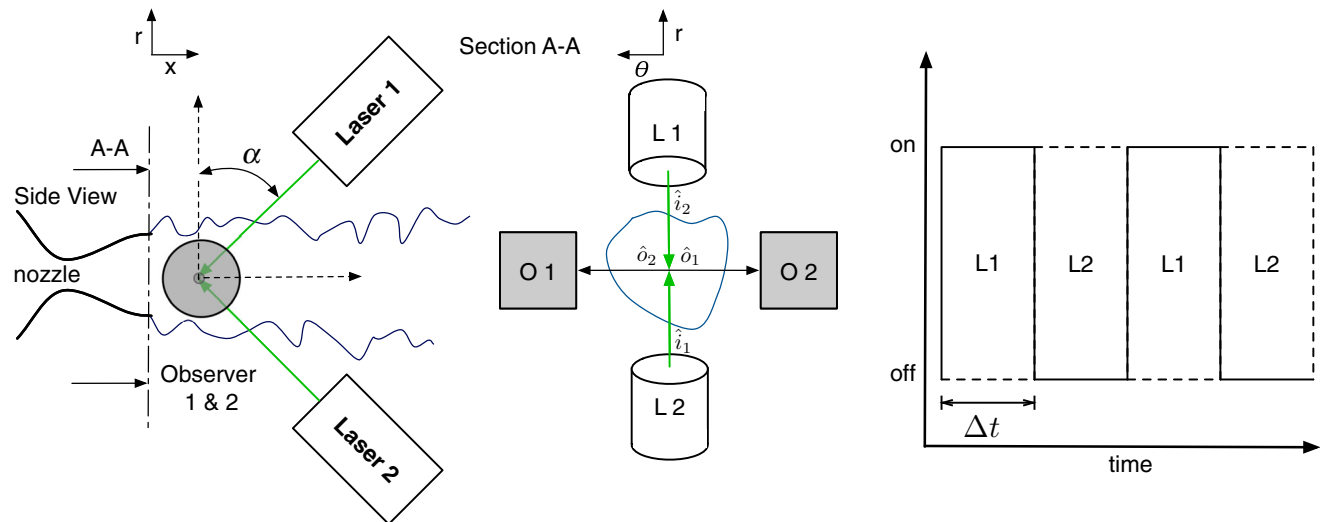 r
x
A-A
α
Laser 1
Side View
nozzle
Observer
1 & 2
Laser 2
Section A-A
r
θ
L 1
î₂
O 1
ô₂
ô₁
O 2
î₁
L 2
on
L1
L2
L1
L2
off
Δt
time